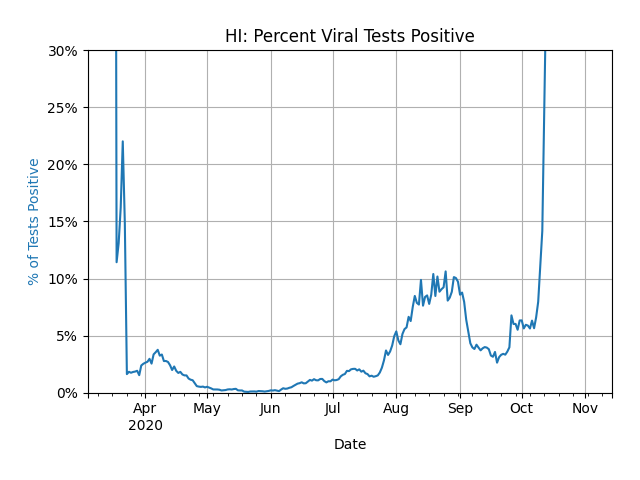 HI: Percent Viral Tests Positive
30%
25%
20%
15%
10%
5%
0%
% of Tests Positive
Apr May Jun Jul Aug Sep Oct Nov
2020
Date